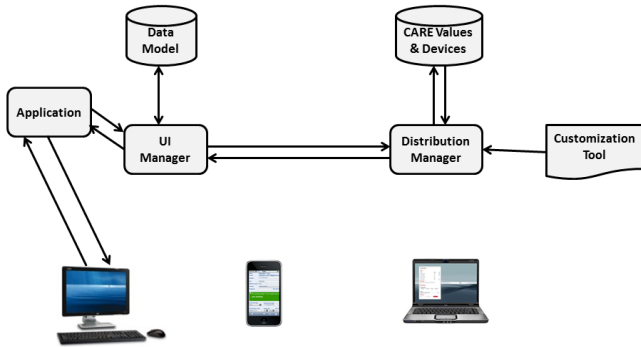 Data
Model
CARE Values
& Devices
Application
UI
Manager
Distribution
Manager
Customization
Tool